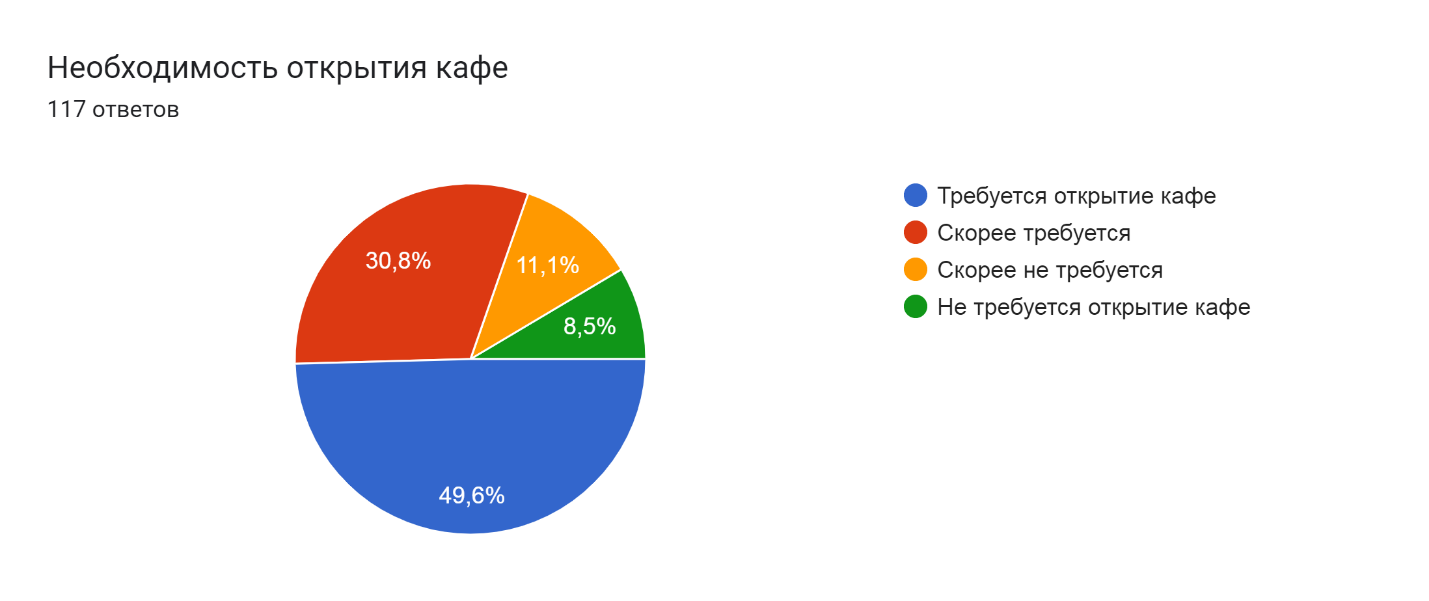 Необходимость открытия кафе
117 ответов
Требуется открытие кафе
Скорее требуется
Скорее не требуется
Не требуется открытие кафе
30,8%
11,1%
8,5%
49,6%